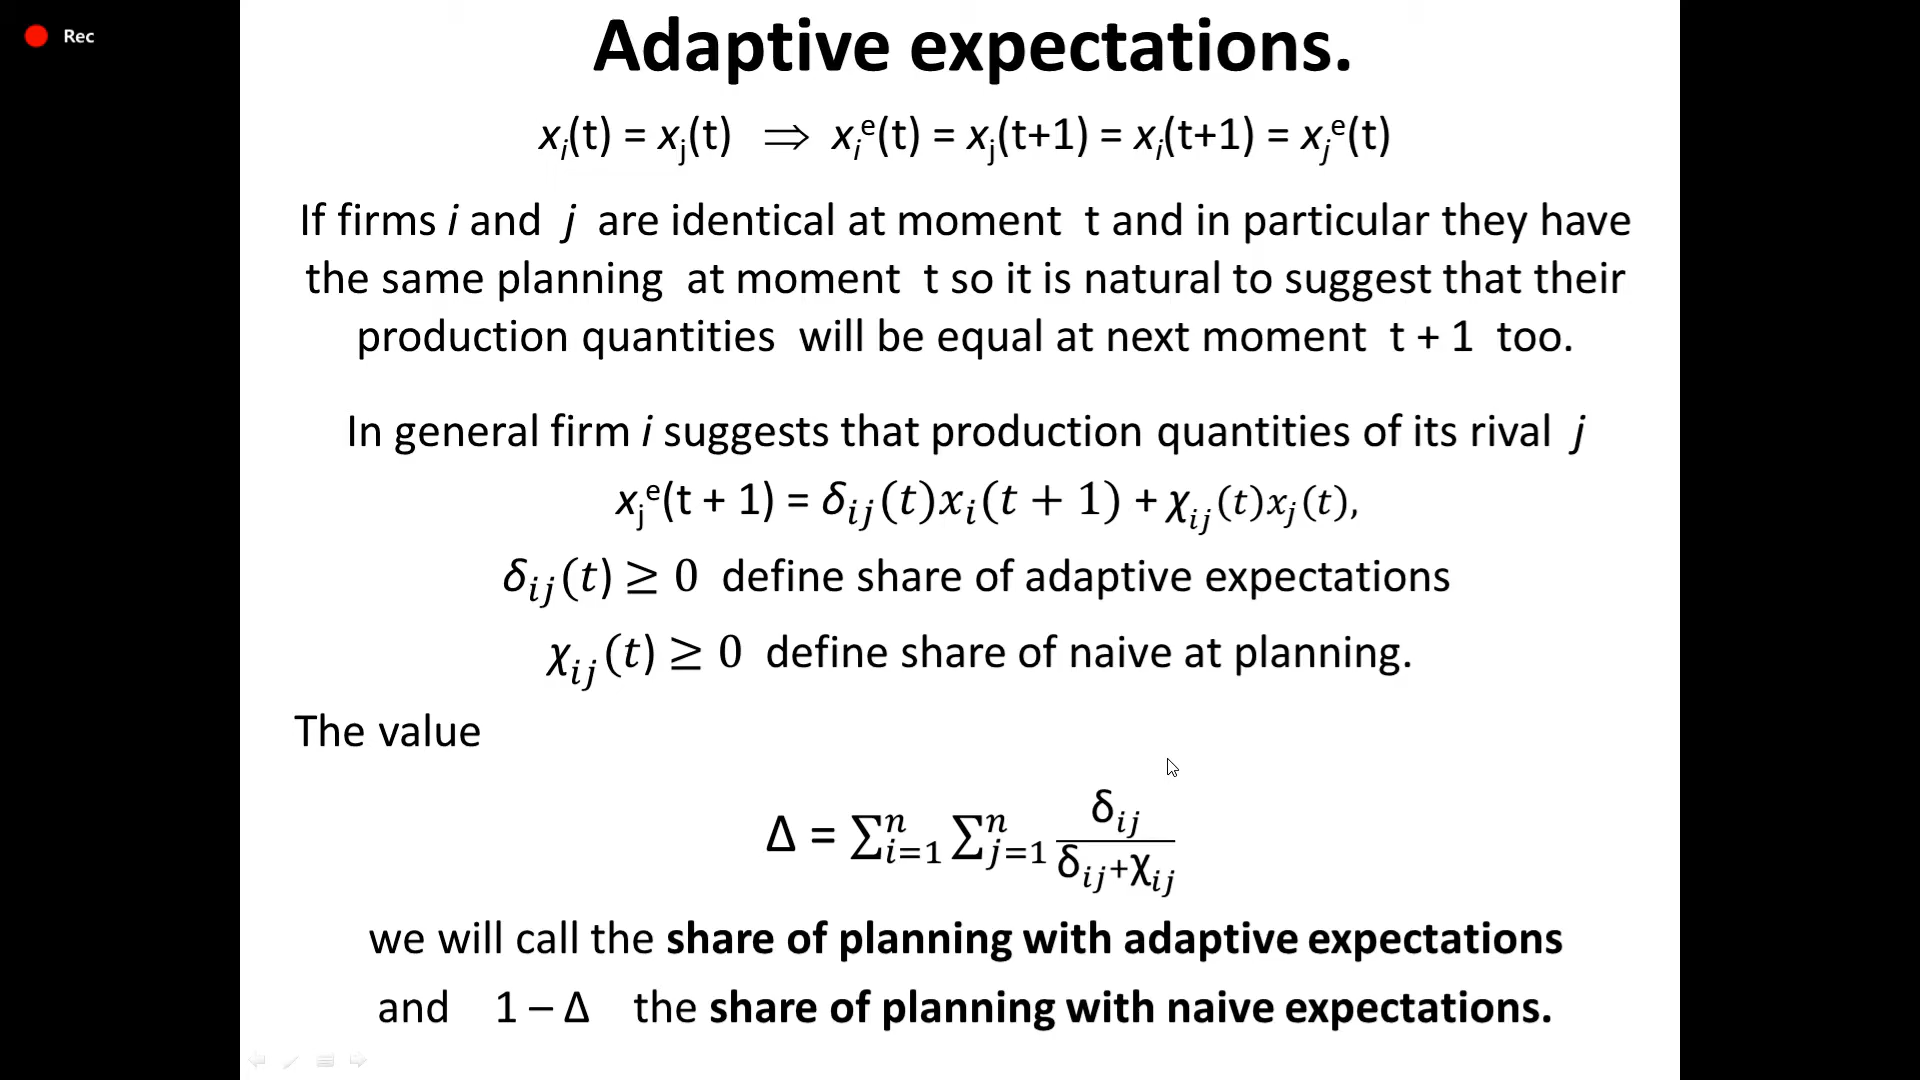 Rec
Adaptive expectations.
xᵢ(t) = xⱼ(t) ⟹ xᵢᵉ(t) = xⱼ(t+1) = xᵢ(t+1) = xⱼᵉ(t)
If firms i and j are identical at moment t and in particular they have
the same planning at moment t so it is natural to suggest that their
production quantities will be equal at next moment t + 1 too.
In general firm i suggests that production quantities of its rival j
xⱼᵉ(t + 1) = δᵢⱼ(t)xᵢ(t + 1) + χᵢⱼ(t)xⱼ(t),
δᵢⱼ(t) ≥ 0 define share of adaptive expectations
χᵢⱼ(t) ≥ 0 define share of naive at planning.
The value
Δ = ∑ⁿᵢ₌₁ ∑ⁿⱼ₌₁ δᵢⱼ / (δᵢⱼ+χᵢⱼ)
we will call the share of planning with adaptive expectations
and 1 – Δ the share of planning with naive expectations.